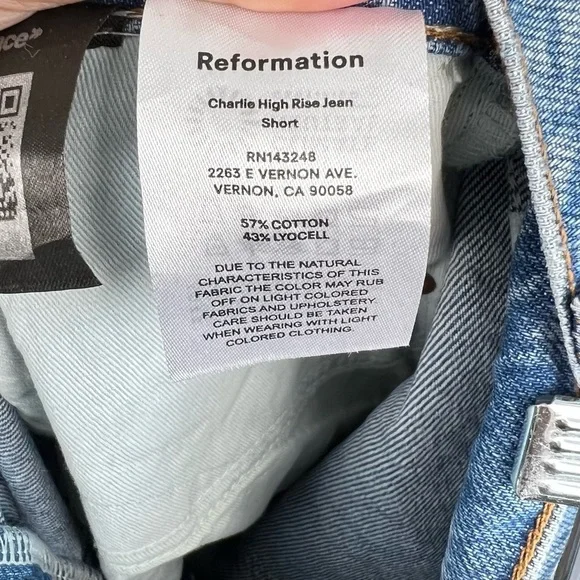 Reformation
Charlie High Rise Jean
Short
RN143248
2263 E VERNON AVE.
VERNON, CA 90058
57% COTTON
43% LYOCELL
DUE TO THE NATURAL
CHARACTERISTICS OF THIS
FABRIC THE COLOR MAY RUB
OFF ON LIGHT COLORED
FABRICS AND UPHOLSTERY.
CARE SHOULD BE TAKEN
WHEN WEARING WITH LIGHT
COLORED CLOTHING.